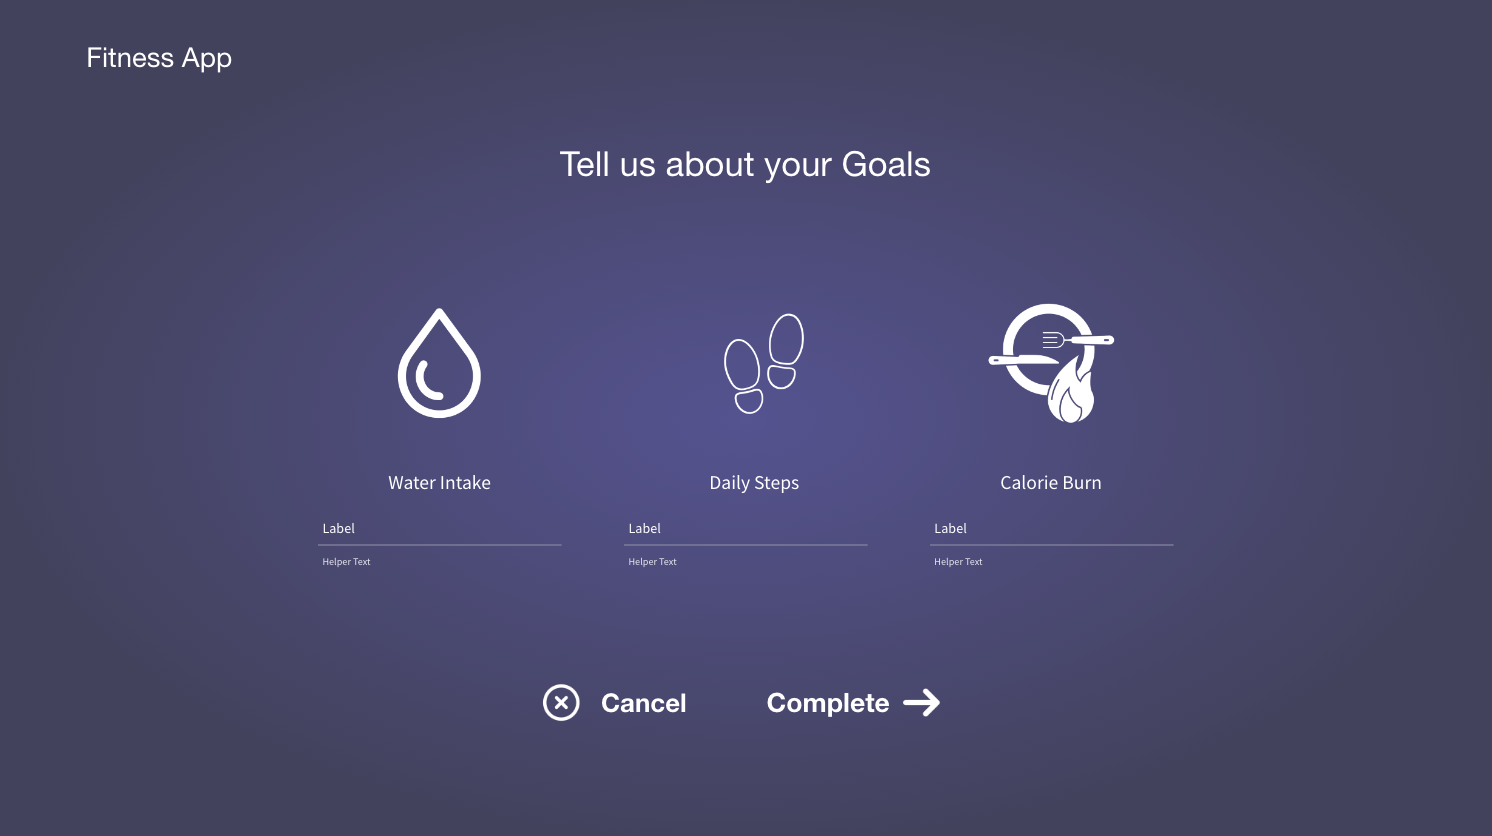 Fitness App
Tell us about your Goals
Water Intake
Daily Steps
Calorie Burn
Label
Label
Label
Helper Text
Helper Text
Helper Text
Cancel
Complete